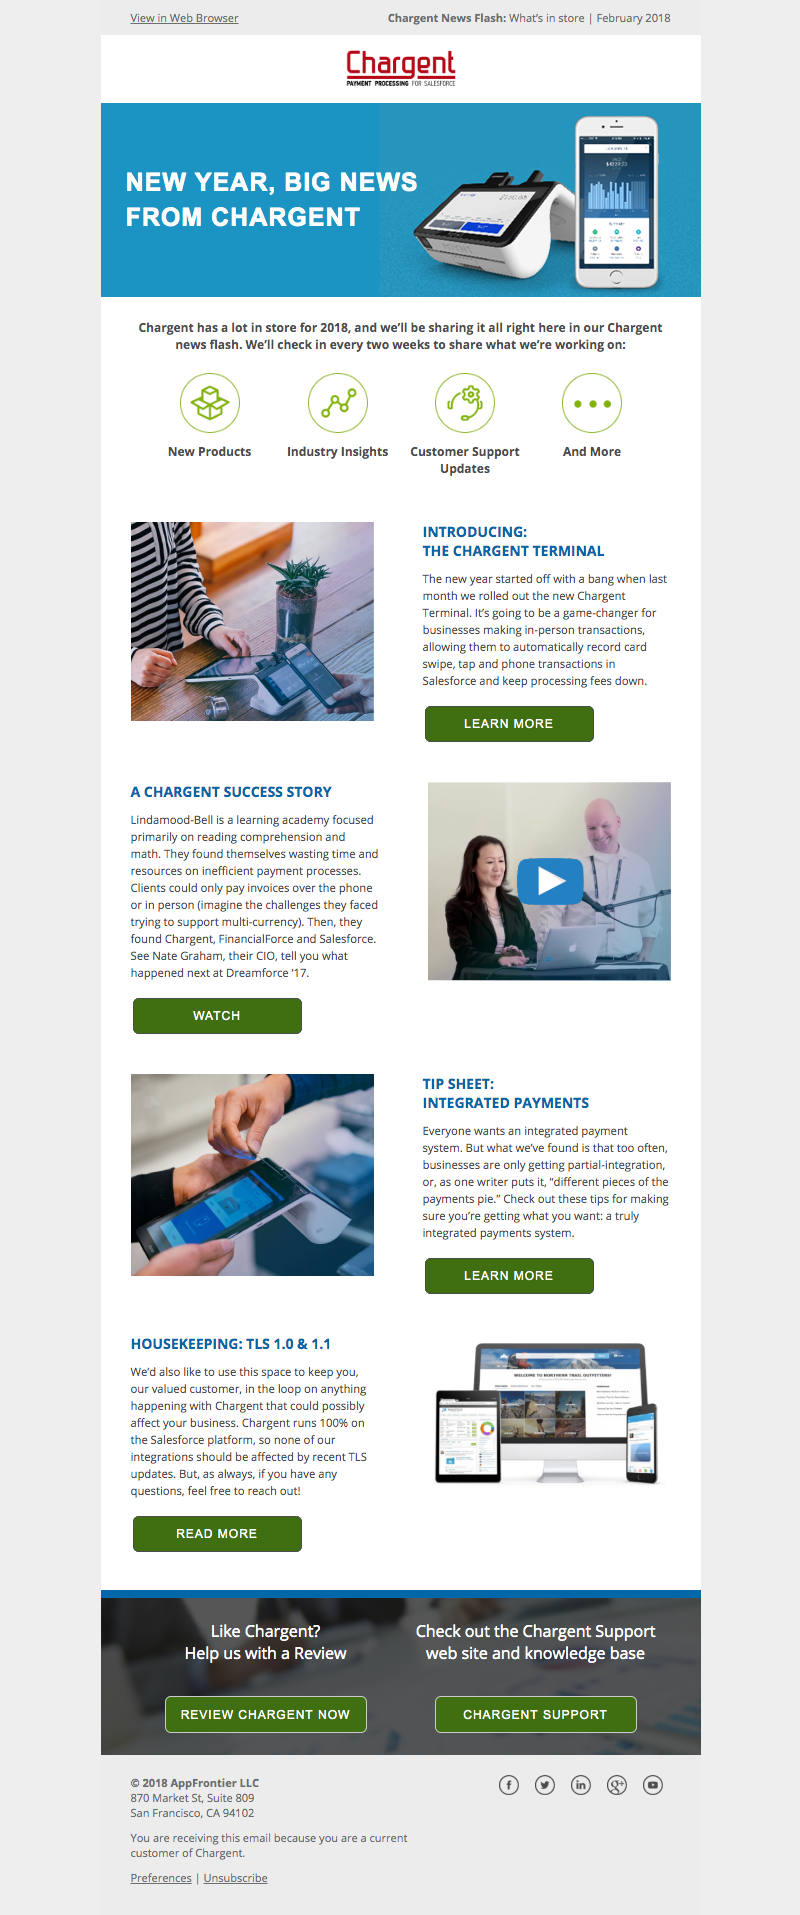 View in Web Browser
Chargent News Flash: What's in store | February 2018
Chargent
PAYMENT PROCESSING FOR SALESFORCE
NEW YEAR, BIG NEWS
FROM CHARGENT
Chargent has a lot in store for 2018, and we'll be sharing it all right here in our Chargent
news flash. We'll check in every two weeks to share what we're working on:
New Products
Industry Insights
Customer Support
Updates
And More
INTRODUCING:
THE CHARGENT TERMINAL
The new year started off with a bang when last
month we rolled out the new Chargent
Terminal. It's going to be a game-changer for
businesses making in-person transactions,
allowing them to automatically record card
swipe, tap and phone transactions in
Salesforce and keep processing fees down.
LEARN MORE
A CHARGENT SUCCESS STORY
Lindamood-Bell is a learning academy focused
primarily on reading comprehension and
math. They found themselves wasting time and
resources on inefficient payment processes.
Clients could only pay invoices over the phone
or in person (imagine the challenges they faced
trying to support multi-currency). Then, they
found Chargent, FinancialForce and Salesforce.
See Nate Graham, their CIO, tell you what
happened next at Dreamforce '17.
WATCH
TIP SHEET:
INTEGRATED PAYMENTS
Everyone wants an integrated payment
system. But what we've found is that too often,
businesses are only getting partial-integration,
or, as one writer puts it, “different pieces of the
payments pie.” Check out these tips for making
sure you're getting what you want: a truly
integrated payments system.
LEARN MORE
HOUSEKEEPING: TLS 1.0 & 1.1
We'd also like to use this space to keep you,
our valued customer, in the loop on anything
happening with Chargent that could possibly
affect your business. Chargent runs 100% on
the Salesforce platform, so none of our
integrations should be affected by recent TLS
updates. But, as always, if you have any
questions, feel free to reach out!
READ MORE
WELCOME TO NORTHERN TRAIL OUTFITTERS!
Like Chargent?
Help us with a Review
REVIEW CHARGENT NOW
Check out the Chargent Support
web site and knowledge base
CHARGENT SUPPORT
© 2018 AppFrontier LLC
870 Market St, Suite 809
San Francisco, CA 94102
You are receiving this email because you are a current
customer of Chargent.
Preferences | Unsubscribe